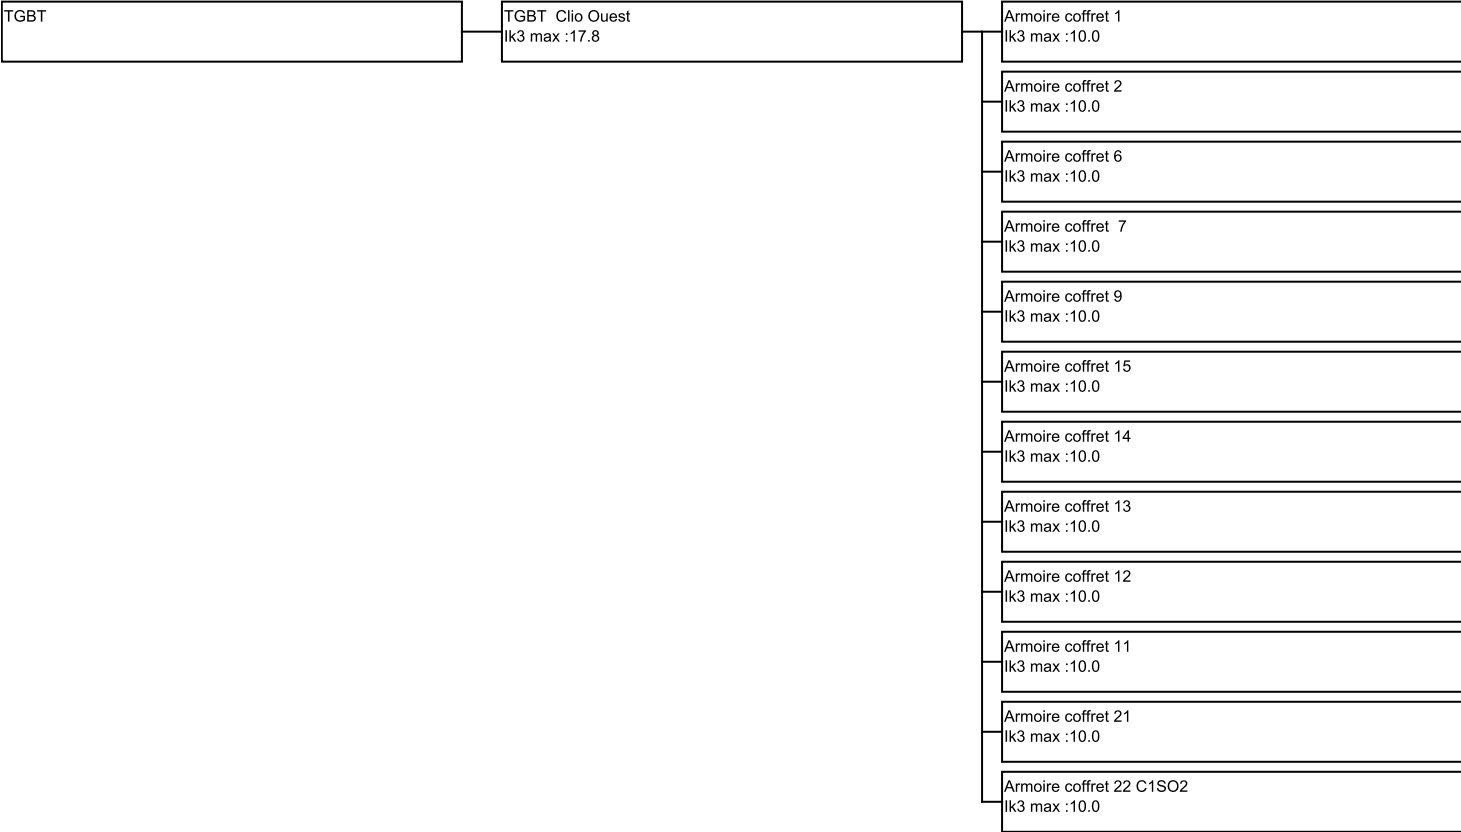 TGBT
TGBT  Clio Ouest
Ik3 max :17.8
Armoire coffret 1
Ik3 max :10.0
Armoire coffret 2
Ik3 max :10.0
Armoire coffret 6
Ik3 max :10.0
Armoire coffret  7
Ik3 max :10.0
Armoire coffret 9
Ik3 max :10.0
Armoire coffret 15
Ik3 max :10.0
Armoire coffret 14
Ik3 max :10.0
Armoire coffret 13
Ik3 max :10.0
Armoire coffret 12
Ik3 max :10.0
Armoire coffret 11
Ik3 max :10.0
Armoire coffret 21
Ik3 max :10.0
Armoire coffret 22 C1SO2
Ik3 max :10.0